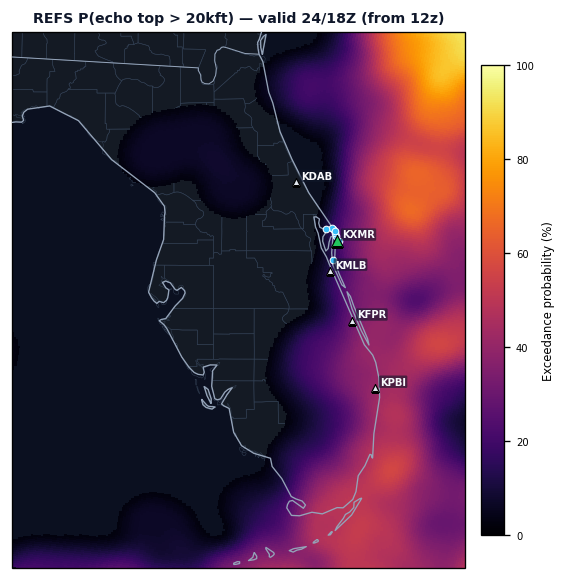 REFS P(echo top > 20kft) — valid 24/18Z (from 12z)
KDAB
KXMR
KMLB
KFPR
KPBI
100
80
60
40
20
0
Exceedance probability (%)